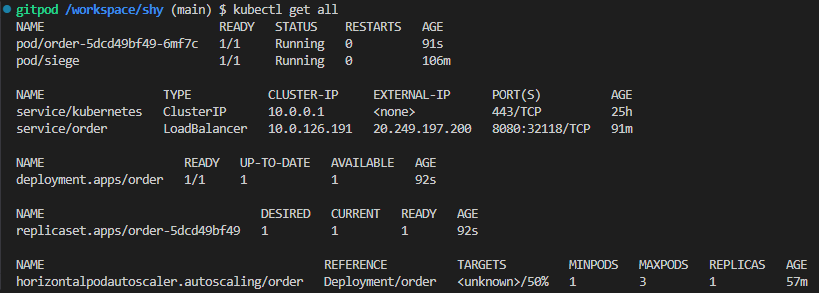 gitpod /workspace/shy (main) $ kubectl get all
NAME READY STATUS RESTARTS AGE
pod/order-5dcd49bf49-6mf7c 1/1 Running 0 91s
pod/siege 1/1 Running 0 106m
NAME TYPE CLUSTER-IP EXTERNAL-IP PORT(S) AGE
service/kubernetes ClusterIP 10.0.0.1 <none> 443/TCP 25h
service/order LoadBalancer 10.0.126.191 20.249.197.200 8080:32118/TCP 91m
NAME READY UP-TO-DATE AVAILABLE AGE
deployment.apps/order 1/1 1 1 92s
NAME DESIRED CURRENT READY AGE
replicaset.apps/order-5dcd49bf49 1 1 1 92s
NAME REFERENCE TARGETS MINPODS MAXPODS REPLICAS AGE
horizontalpodautoscaler.autoscaling/order Deployment/order <unknown>/50% 1 3 1 57m